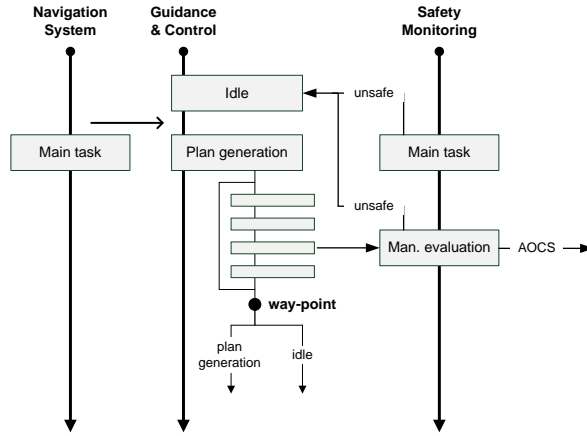 Navigation
System
Guidance
& Control
Safety
Monitoring
Idle
unsafe
Main task
Plan generation
Main task
unsafe
Man. evaluation
AOCS
way-point
plan
generation
idle